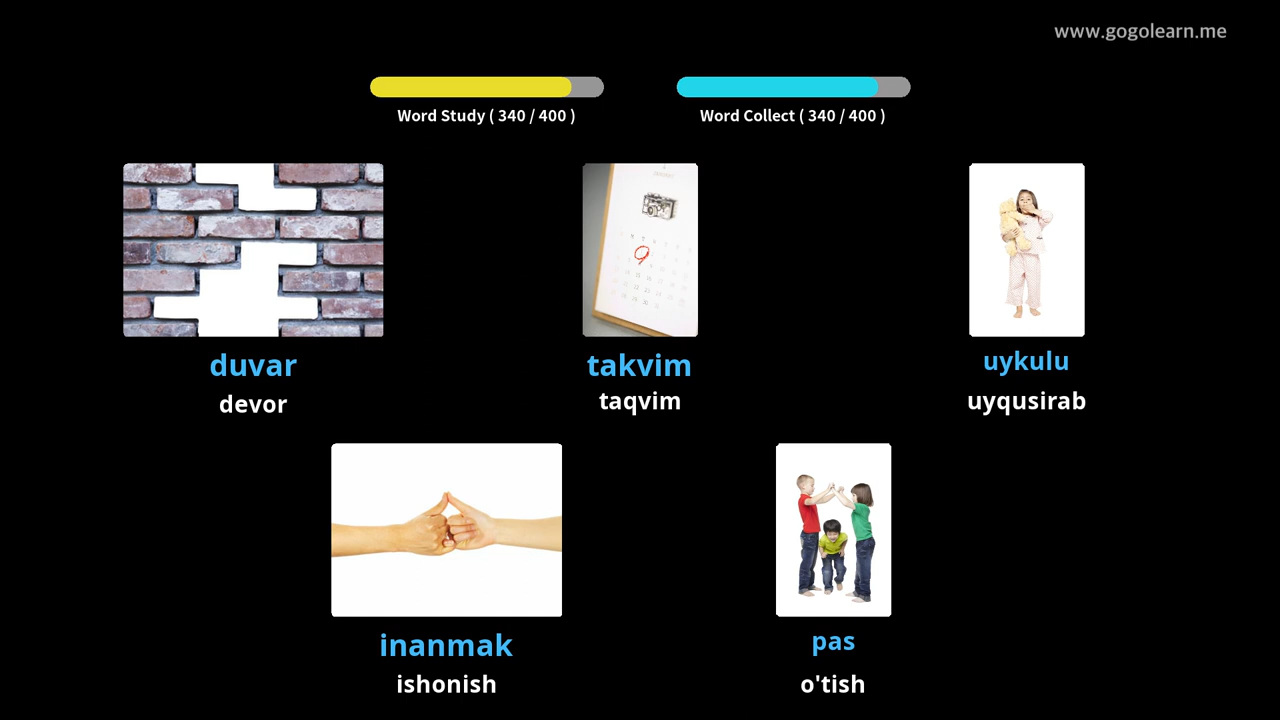 www.gogolearn.me
Word Study ( 340 / 400 )
Word Collect ( 340 / 400 )
duvar
devor
takvim
taqvim
uykulu
uyqusirab
inanmak
ishonish
pas
o'tish